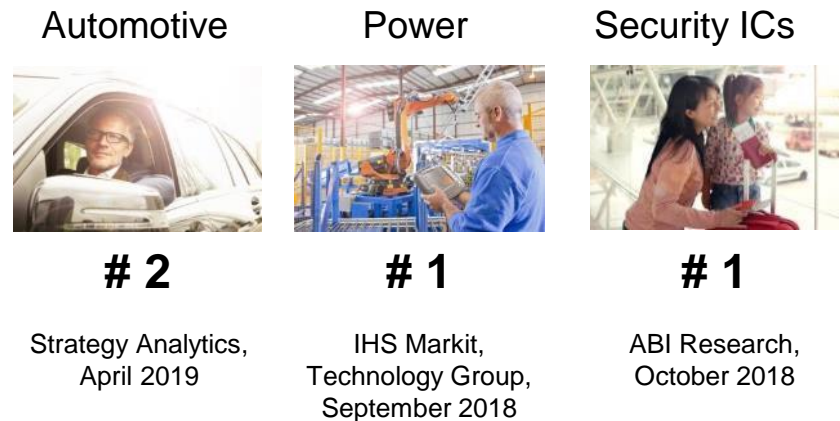 Automotive
Power
Security ICs
# 2
# 1
# 1
Strategy Analytics,
April 2019
IHS Markit,
Technology Group,
September 2018
ABI Research,
October 2018